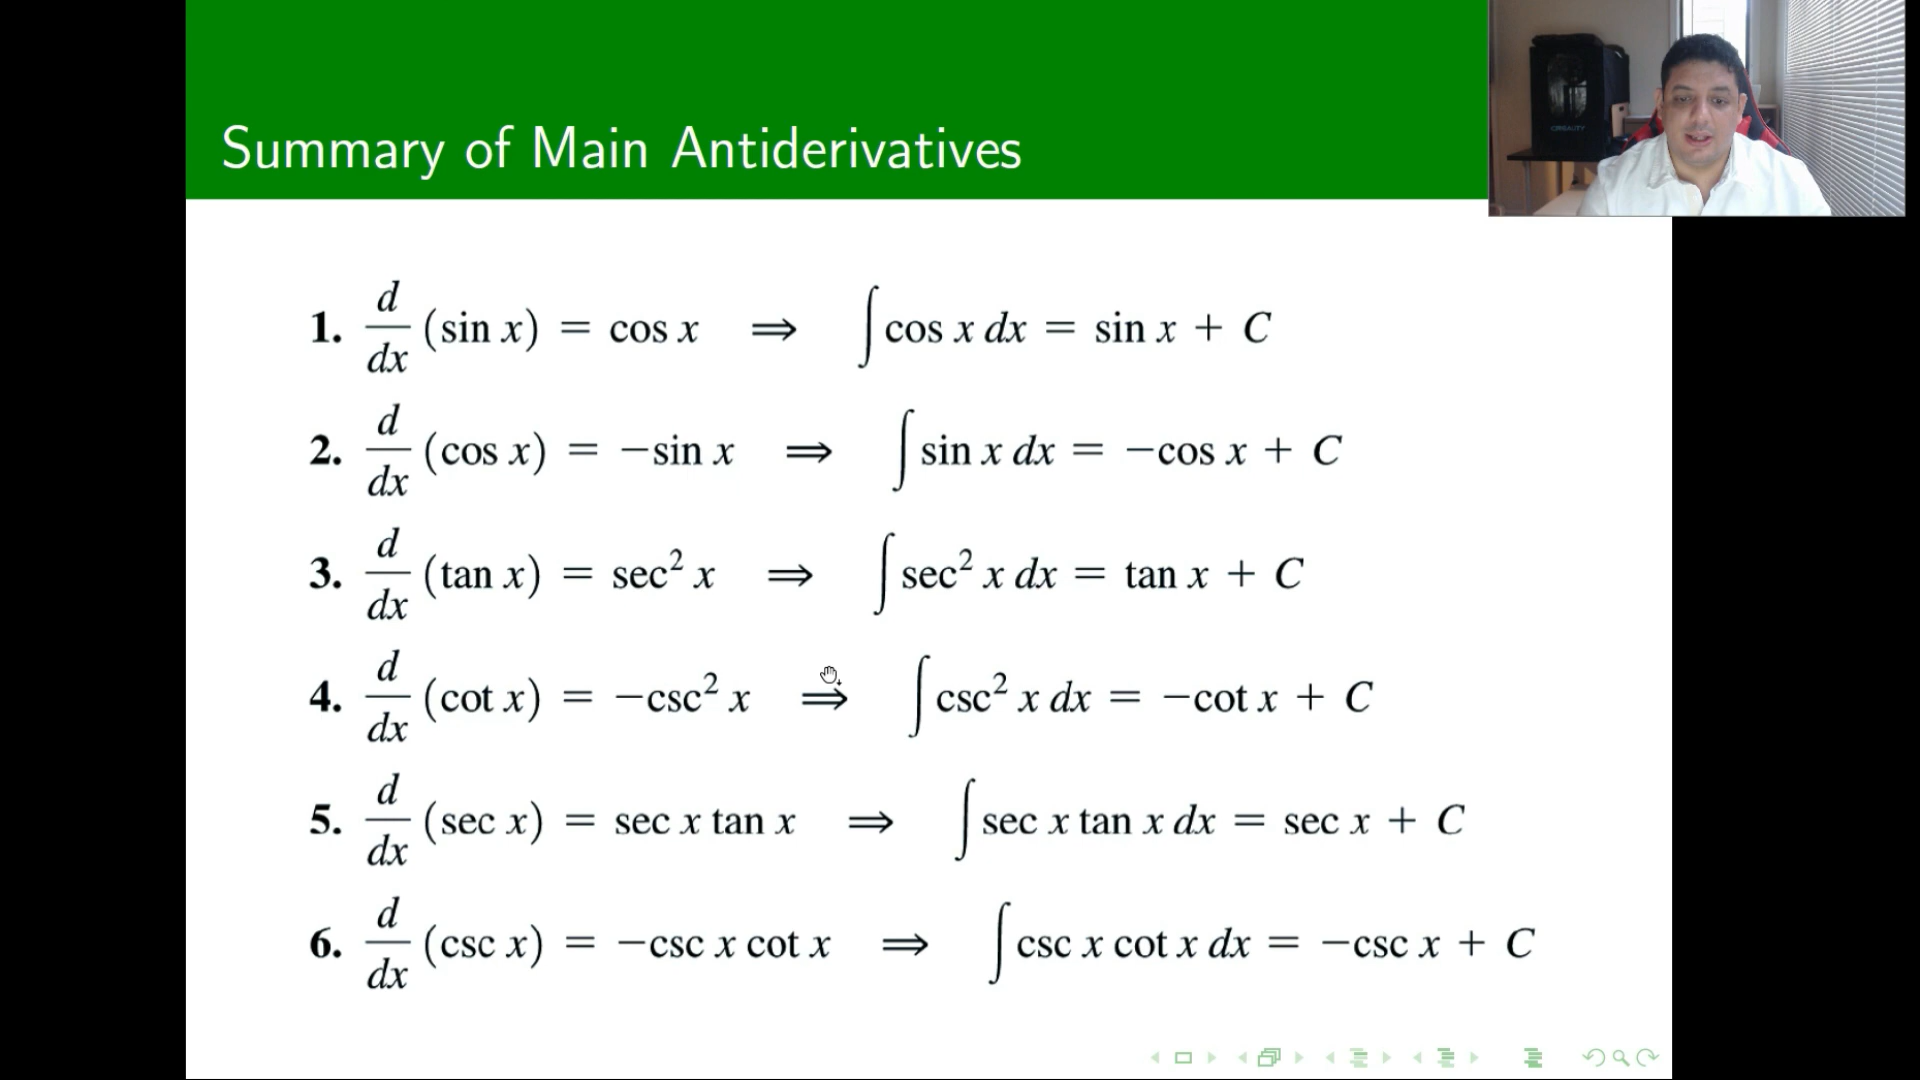 Summary of Main Antiderivatives
CREALITY
1. d/dx (sin x) = cos x ⇒ ∫ cos x dx = sin x + C
2. d/dx (cos x) = −sin x ⇒ ∫ sin x dx = −cos x + C
3. d/dx (tan x) = sec² x ⇒ ∫ sec² x dx = tan x + C
4. d/dx (cot x) = −csc² x ⇒ ∫ csc² x dx = −cot x + C
5. d/dx (sec x) = sec x tan x ⇒ ∫ sec x tan x dx = sec x + C
6. d/dx (csc x) = −csc x cot x ⇒ ∫ csc x cot x dx = −csc x + C